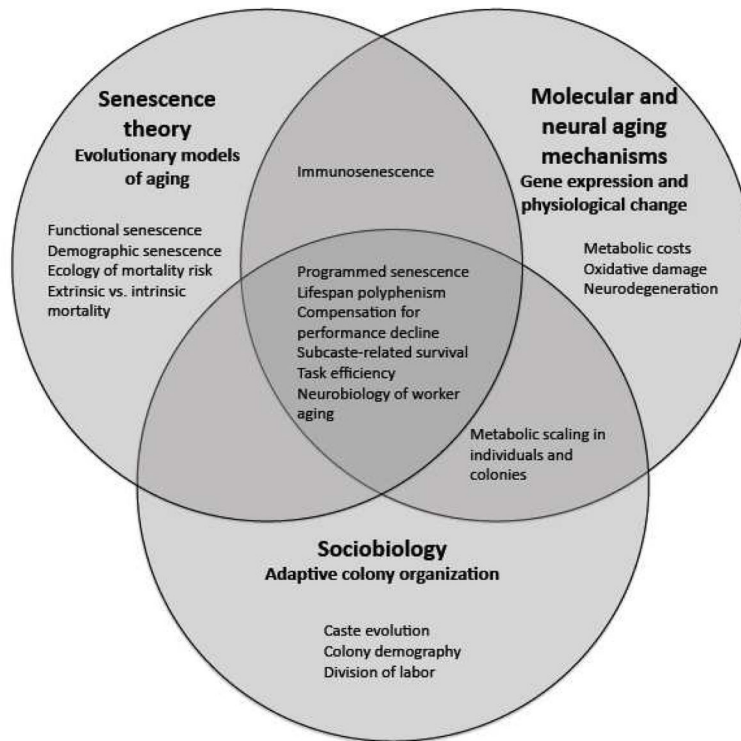 Senescence
theory
Evolutionary models
of aging
Functional senescence
Demographic senescence
Ecology of mortality risk
Extrinsic vs. intrinsic
mortality
Immunosenescence
Molecular and
neural aging
mechanisms
Gene expression and
physiological change
Metabolic costs
Oxidative damage
Neurodegeneration
Programmed senescence
Lifespan polyphenism
Compensation for
performance decline
Subcaste-related survival
Task efficiency
Neurobiology of worker
aging
Metabolic scaling in
individuals and
colonies
Sociobiology
Adaptive colony organization
Caste evolution
Colony demography
Division of labor